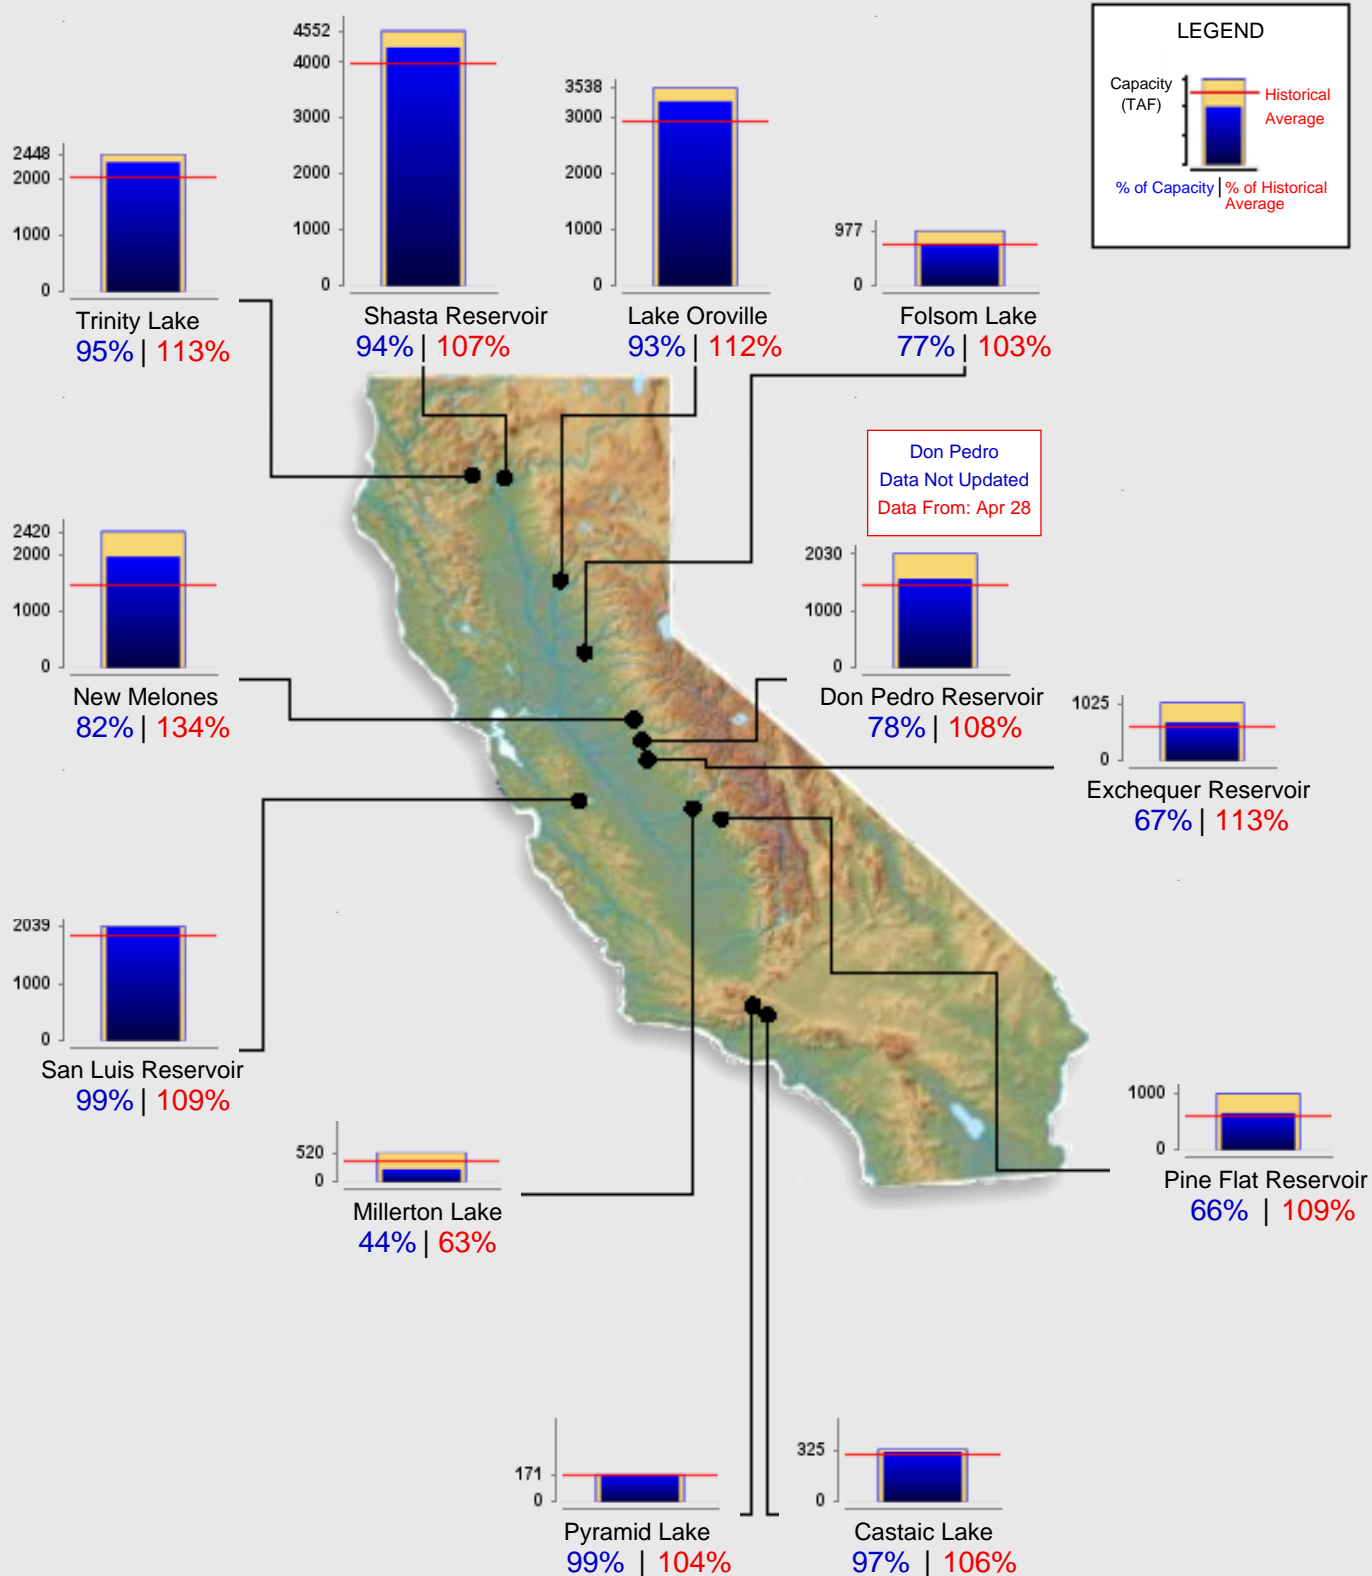 LEGEND
Capacity
(TAF)
Historical
Average
% of Capacity | % of Historical
Average
4552
4000
3000
2000
1000
0
Shasta Reservoir
94% | 107%
3538
3000
2000
1000
0
Lake Oroville
93% | 112%
2448
2000
1000
0
Trinity Lake
95% | 113%
977
0
Folsom Lake
77% | 103%
Don Pedro
Data Not Updated
Data From: Apr 28
2420
2000
1000
0
New Melones
82% | 134%
2030
1000
0
Don Pedro Reservoir
78% | 108%
1025
0
Exchequer Reservoir
67% | 113%
2039
1000
0
San Luis Reservoir
99% | 109%
520
0
Millerton Lake
44% | 63%
1000
0
Pine Flat Reservoir
66% | 109%
171
0
Pyramid Lake
99% | 104%
325
0
Castaic Lake
97% | 106%